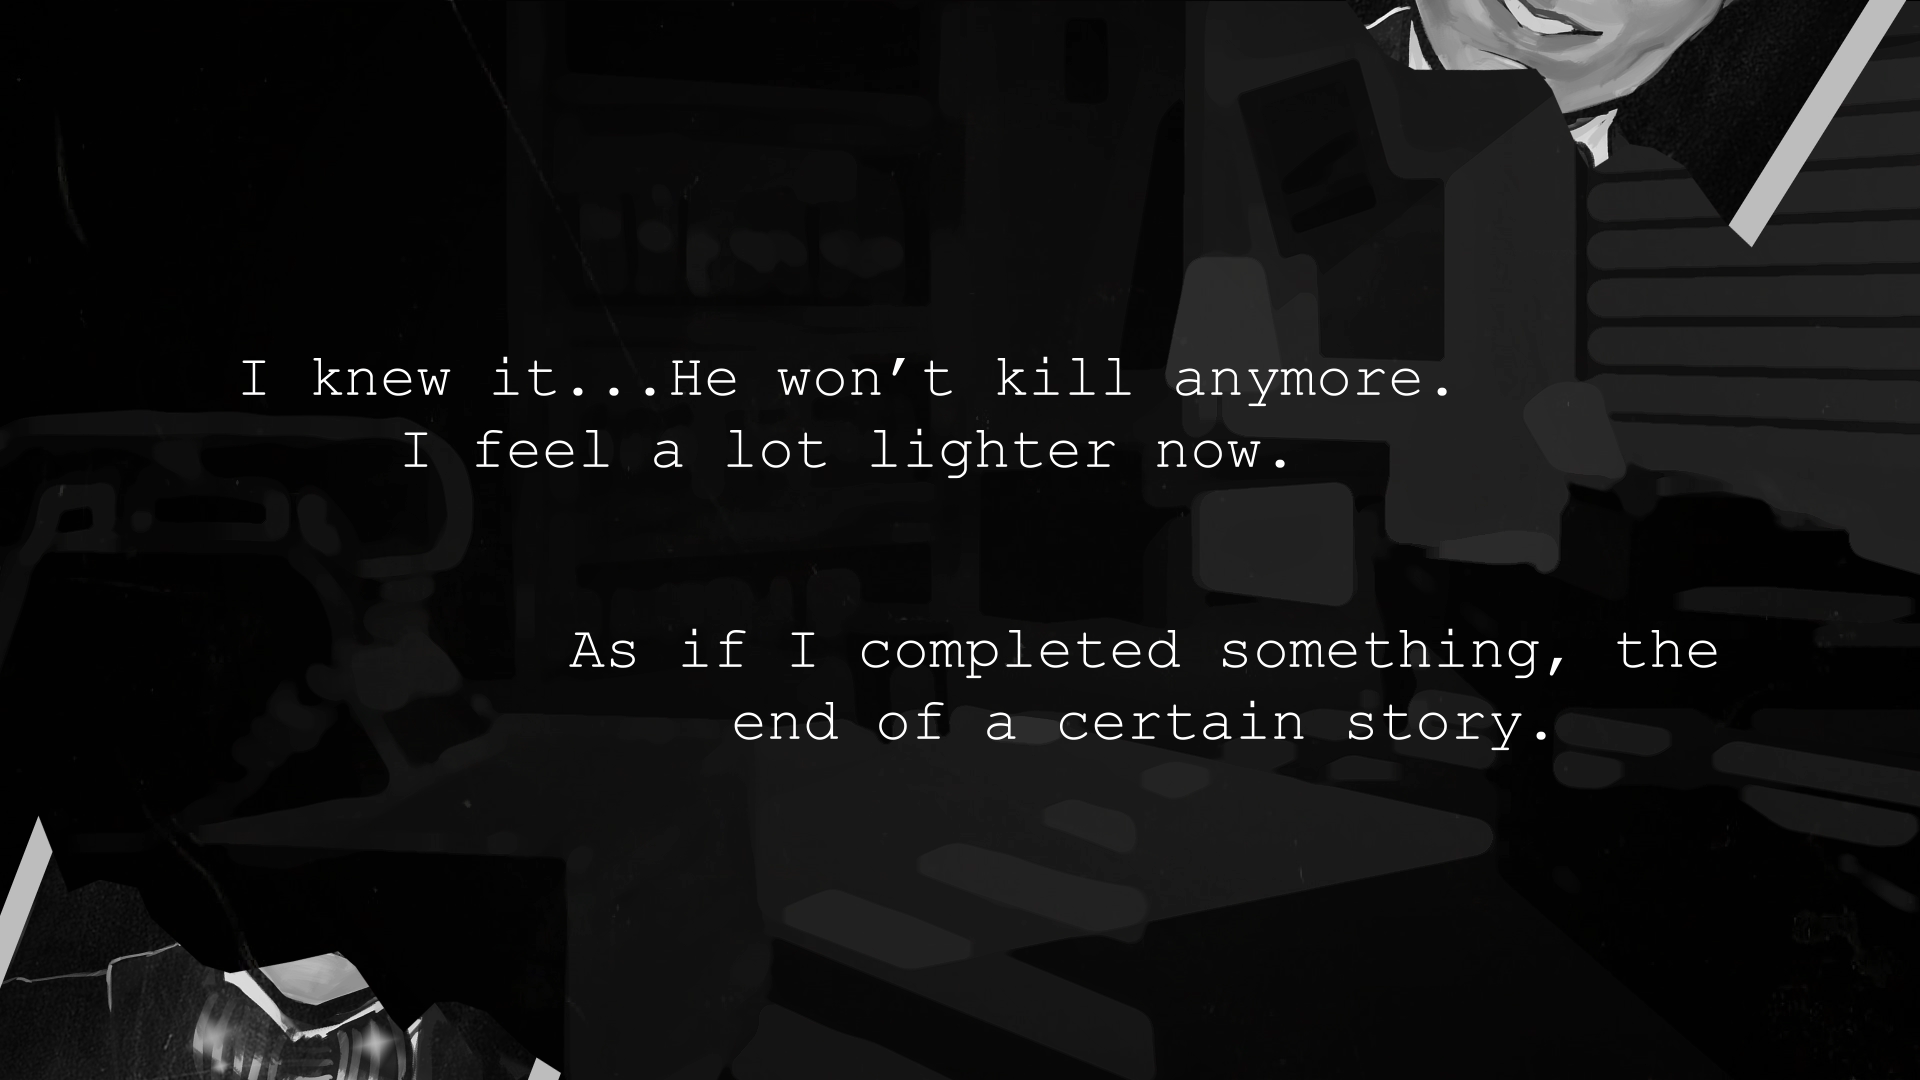 I knew it...He won’t kill anymore.
I feel a lot lighter now.
As if I completed something, the
end of a certain story.